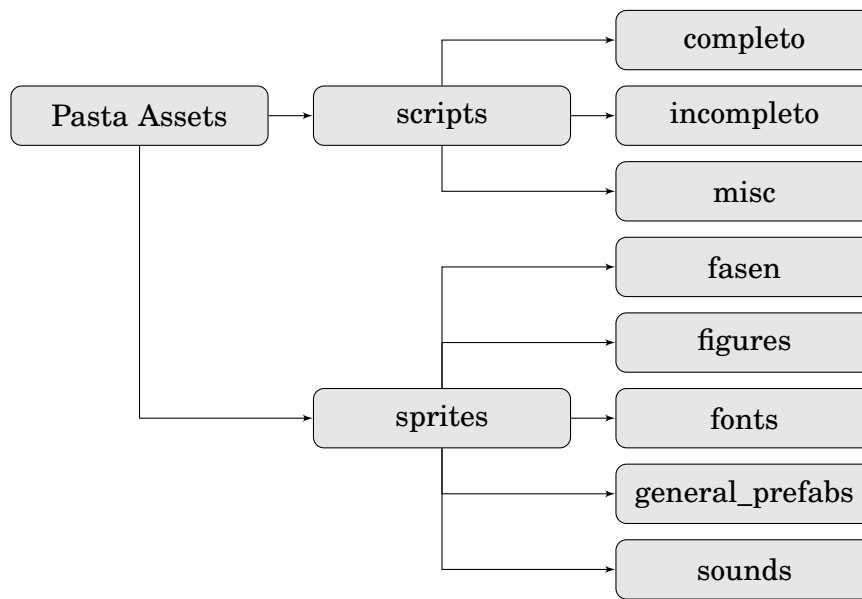 Pasta Assets
scripts
completo
incompleto
misc
sprites
fasen
figures
fonts
general_prefabs
sounds